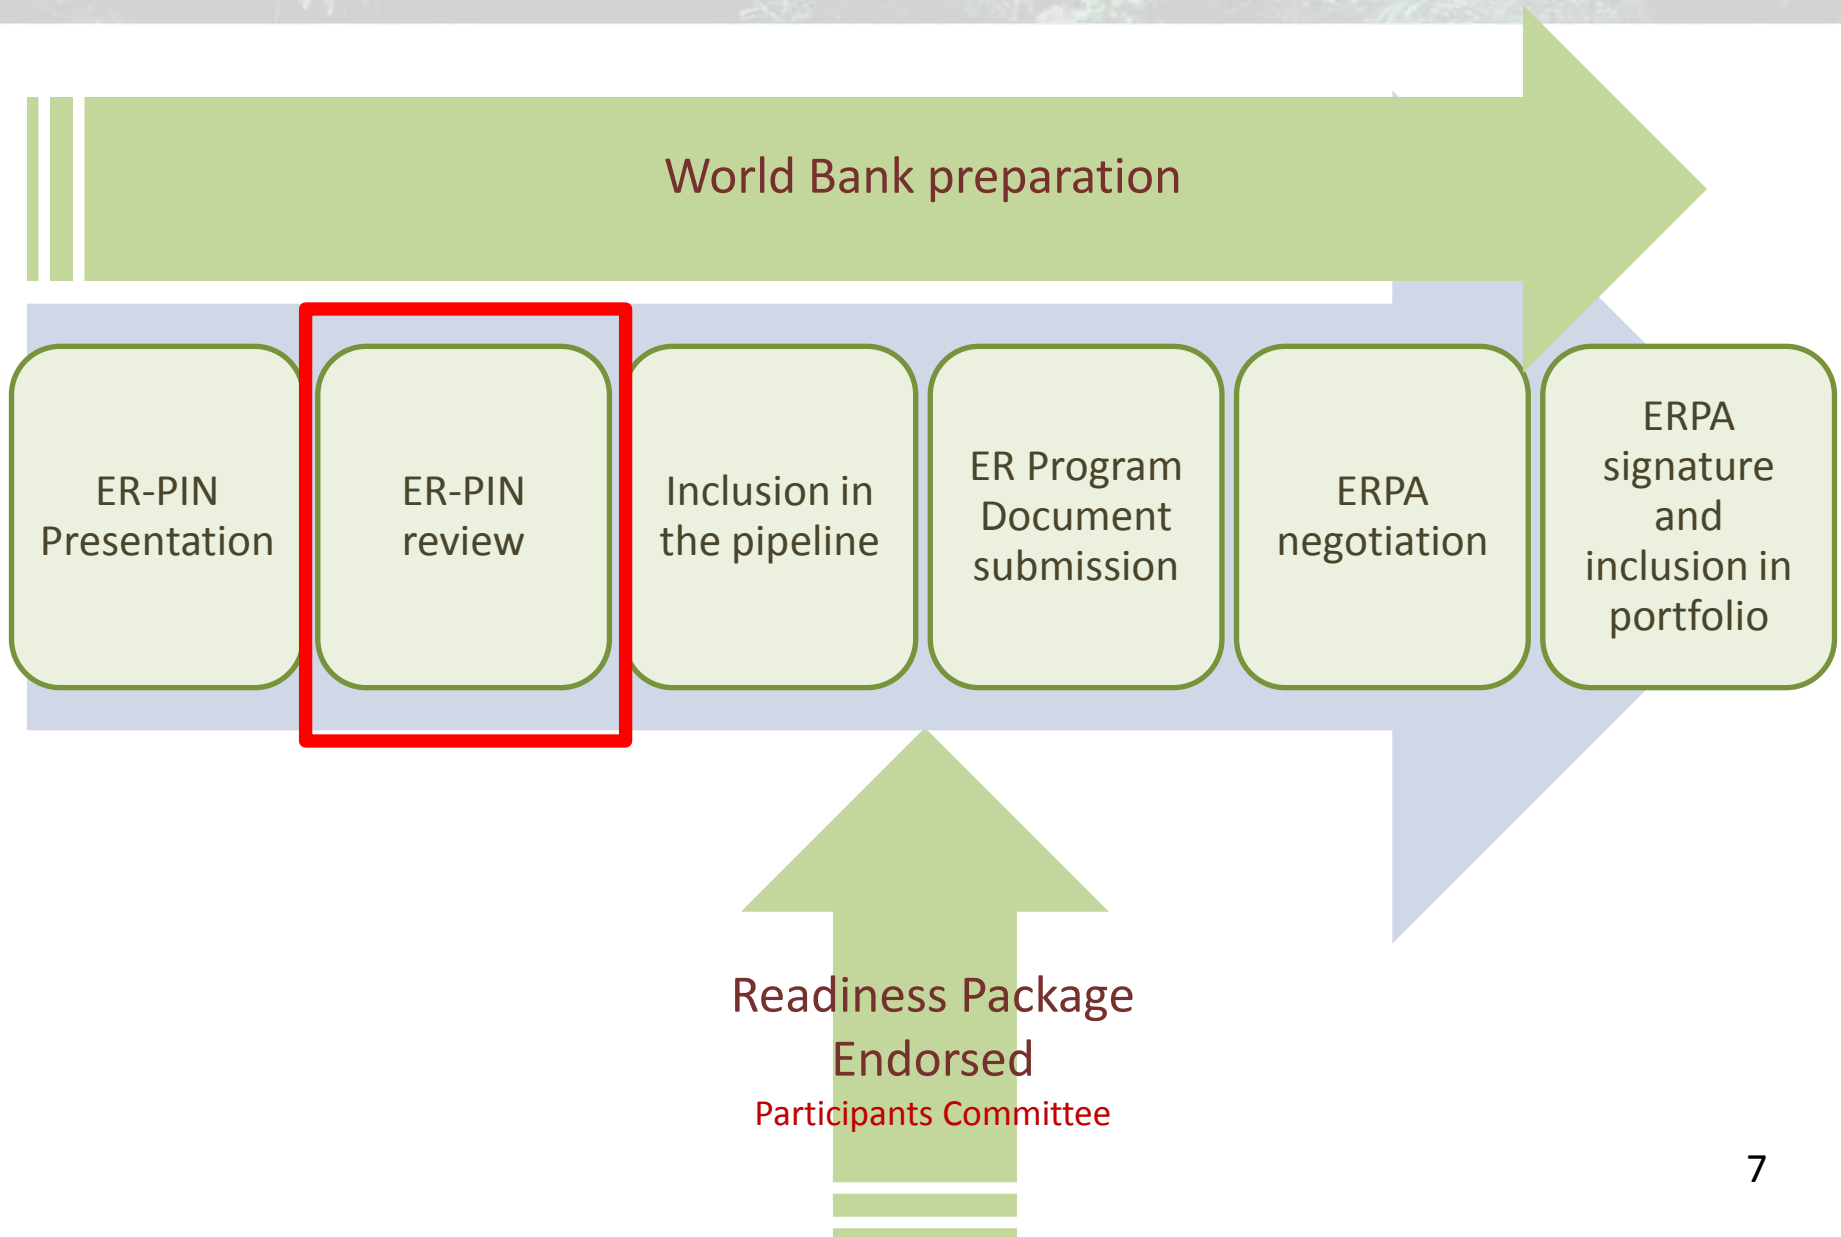 World Bank preparation
ER-PIN
Presentation
ER-PIN
review
Inclusion in
the pipeline
ER Program
Document
submission
ERPA
negotiation
ERPA
signature
and
inclusion in
portfolio
Readiness Package
Endorsed
Participants Committee
7